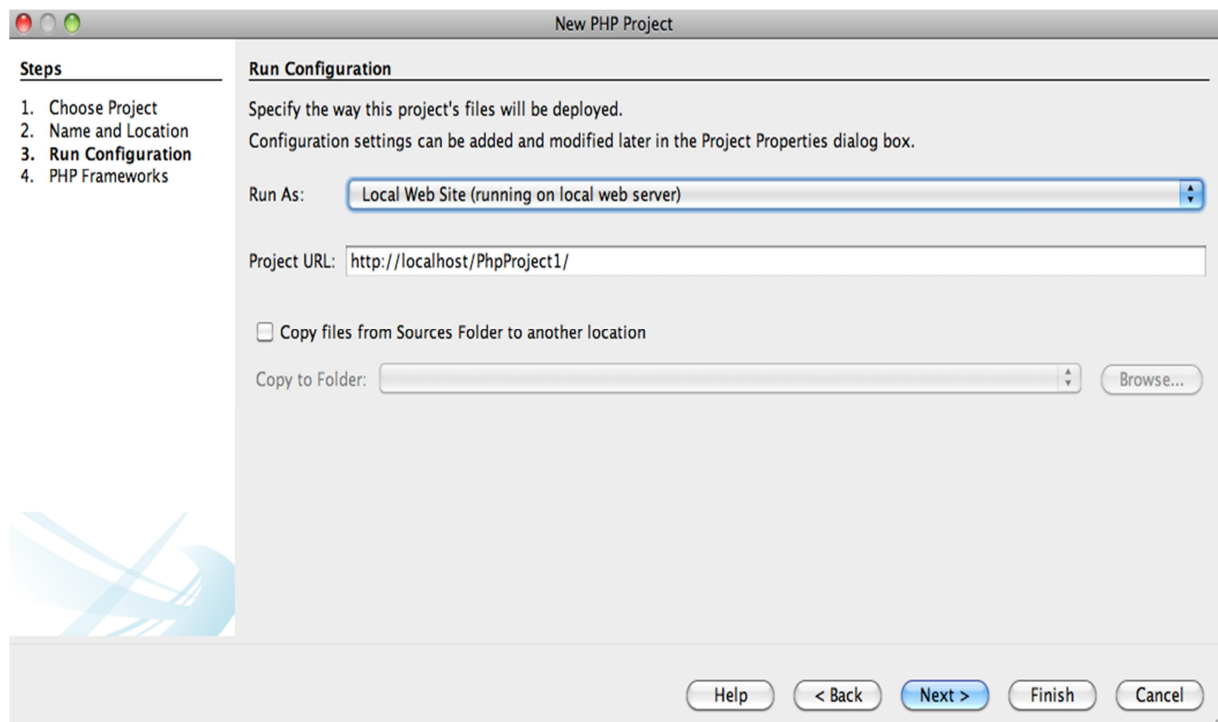 New PHP Project
Steps
1. Choose Project
2. Name and Location
3. Run Configuration
4. PHP Frameworks
Run Configuration
Specify the way this project's files will be deployed.
Configuration settings can be added and modified later in the Project Properties dialog box.
Run As: Local Web Site (running on local web server)
Project URL: http://localhost/PhpProject1/
Copy files from Sources Folder to another location
Copy to Folder: Browse...
Help < Back Next > Finish Cancel